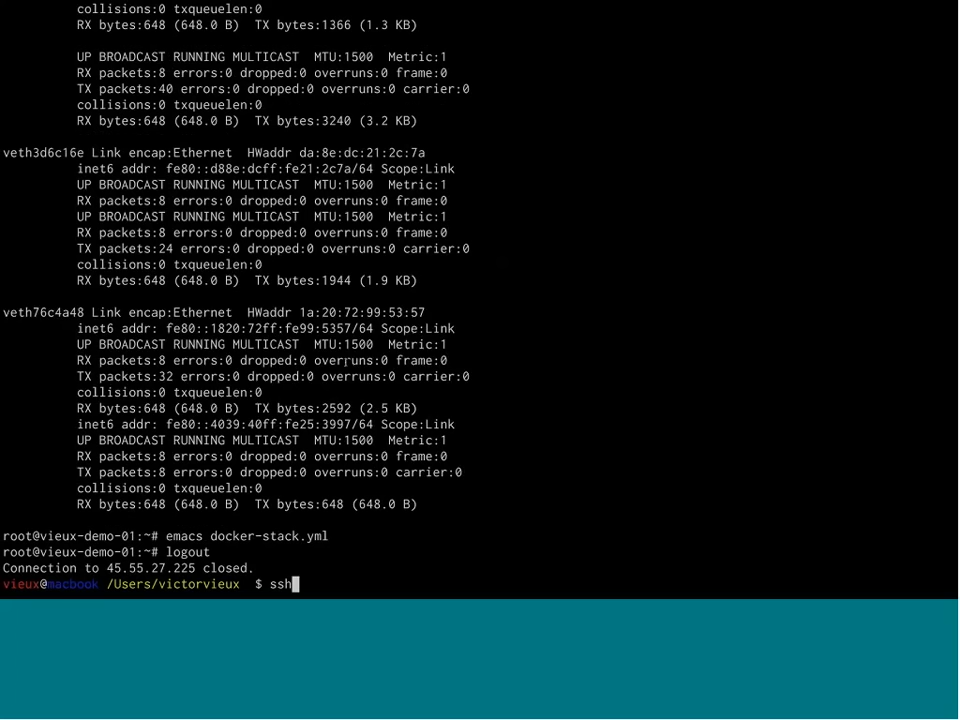 collisions:0 txqueuelen:0
RX bytes:648 (648.0 B)  TX bytes:1366 (1.3 KB)
UP BROADCAST RUNNING MULTICAST  MTU:1500  Metric:1
RX packets:8 errors:0 dropped:0 overruns:0 frame:0
TX packets:40 errors:0 dropped:0 overruns:0 carrier:0
collisions:0 txqueuelen:0
RX bytes:648 (648.0 B)  TX bytes:3240 (3.2 KB)
veth3d6c16e Link encap:Ethernet  HWaddr da:8e:dc:21:2c:7a
inet6 addr: fe80::d88e:dcff:fe21:2c7a/64 Scope:Link
UP BROADCAST RUNNING MULTICAST  MTU:1500  Metric:1
RX packets:8 errors:0 dropped:0 overruns:0 frame:0
UP BROADCAST RUNNING MULTICAST  MTU:1500  Metric:1
RX packets:8 errors:0 dropped:0 overruns:0 frame:0
TX packets:24 errors:0 dropped:0 overruns:0 carrier:0
collisions:0 txqueuelen:0
RX bytes:648 (648.0 B)  TX bytes:1944 (1.9 KB)
veth76c4a48 Link encap:Ethernet  HWaddr 1a:20:72:99:53:57
inet6 addr: fe80::1820:72ff:fe99:5357/64 Scope:Link
UP BROADCAST RUNNING MULTICAST  MTU:1500  Metric:1
RX packets:8 errors:0 dropped:0 overruns:0 frame:0
TX packets:32 errors:0 dropped:0 overruns:0 carrier:0
collisions:0 txqueuelen:0
RX bytes:648 (648.0 B)  TX bytes:2592 (2.5 KB)
inet6 addr: fe80::4039:40ff:fe25:3997/64 Scope:Link
UP BROADCAST RUNNING MULTICAST  MTU:1500  Metric:1
RX packets:8 errors:0 dropped:0 overruns:0 frame:0
TX packets:8 errors:0 dropped:0 overruns:0 carrier:0
collisions:0 txqueuelen:0
RX bytes:648 (648.0 B)  TX bytes:648 (648.0 B)
root@vieux-demo-01:~# emacs docker-stack.yml
root@vieux-demo-01:~# logout
Connection to 45.55.27.225 closed.
vieux@macbook /Users/victorvieux  $ ssh